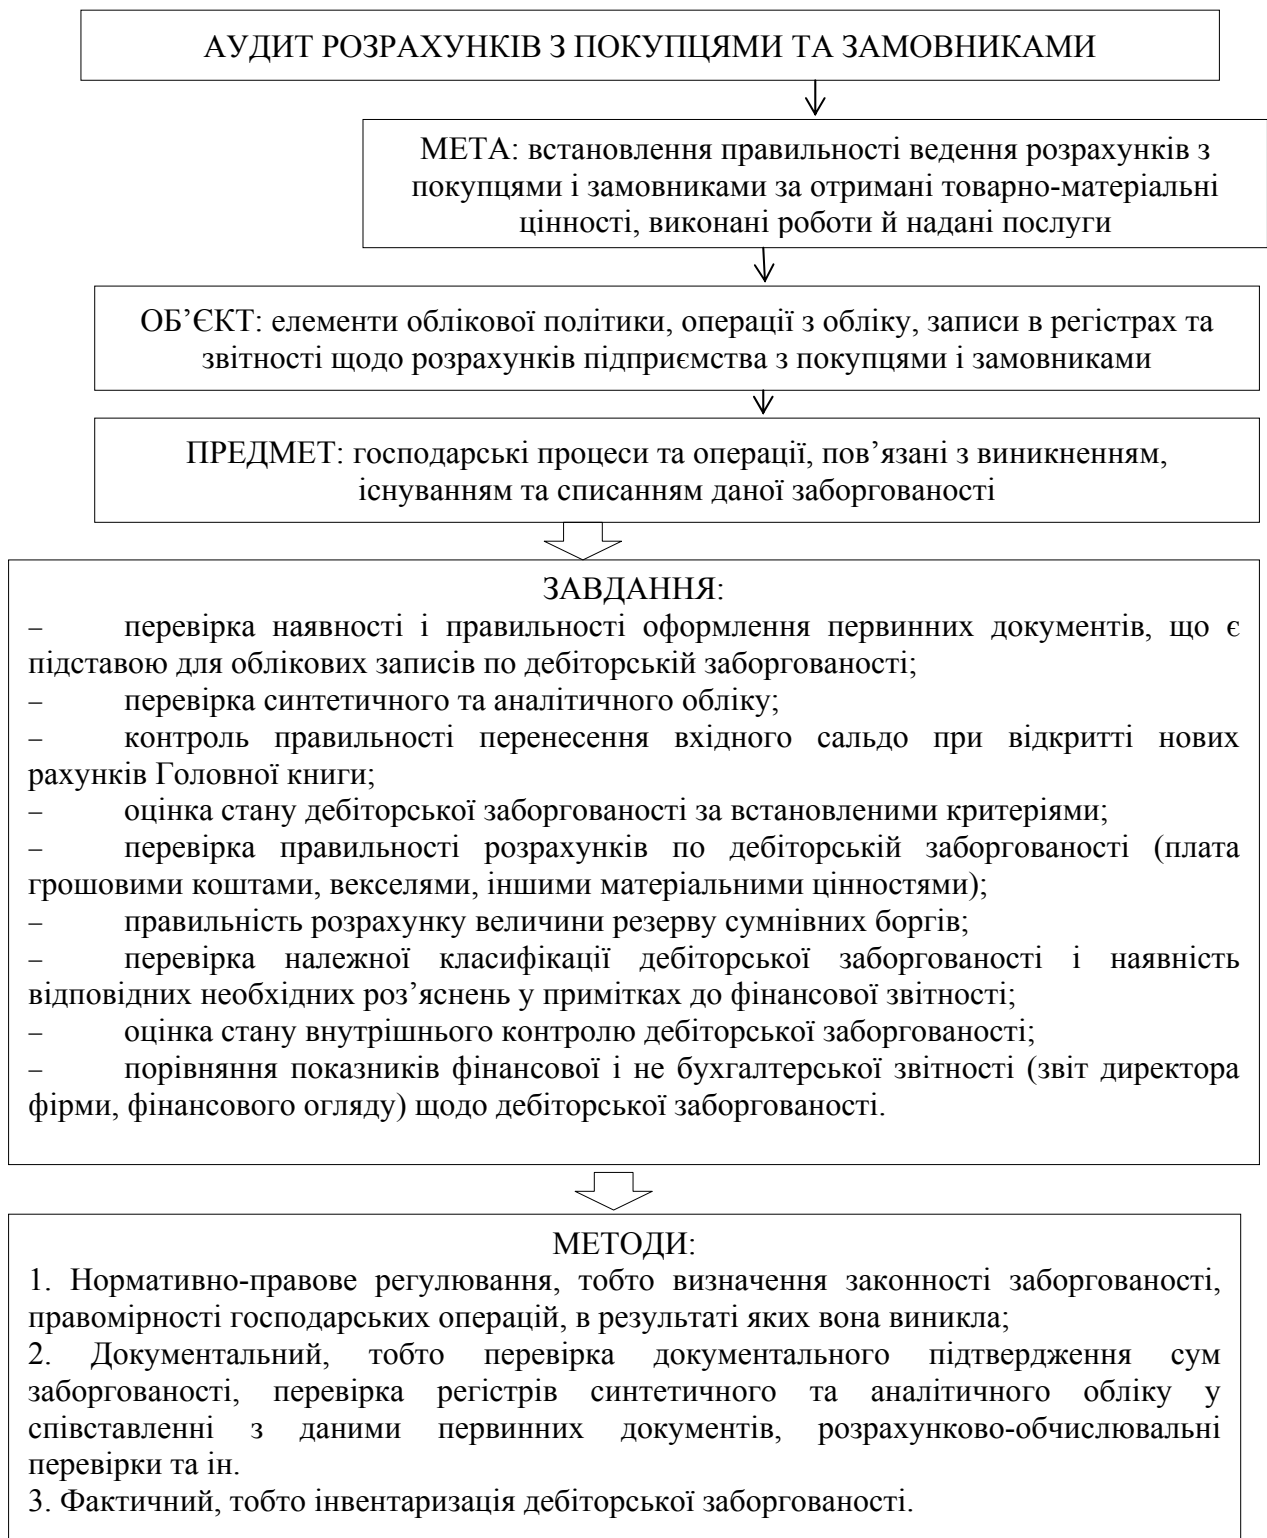 АУДИТ РОЗРАХУНКІВ З ПОКУПЦЯМИ ТА ЗАМОВНИКАМИ
МЕТА: встановлення правильності ведення розрахунків з
покупцями і замовниками за отримані товарно-матеріальні
цінності, виконані роботи й надані послуги
ОБ’ЄКТ: елементи облікової політики, операції з обліку, записи в регістрах та
звітності щодо розрахунків підприємства з покупцями і замовниками
ПРЕДМЕТ: господарські процеси та операції, пов’язані з виникненням,
існуванням та списанням даної заборгованості
ЗАВДАННЯ:
– перевірка наявності і правильності оформлення первинних документів, що є
підставою для облікових записів по дебіторській заборгованості;
– перевірка синтетичного та аналітичного обліку;
– контроль правильності перенесення вхідного сальдо при відкритті нових
рахунків Головної книги;
– оцінка стану дебіторської заборгованості за встановленими критеріями;
– перевірка правильності розрахунків по дебіторській заборгованості (плата
грошовими коштами, векселями, іншими матеріальними цінностями);
– правильність розрахунку величини резерву сумнівних боргів;
– перевірка належної класифікації дебіторської заборгованості і наявність
відповідних необхідних роз’яснень у примітках до фінансової звітності;
– оцінка стану внутрішнього контролю дебіторської заборгованості;
– порівняння показників фінансової і не бухгалтерської звітності (звіт директора
фірми, фінансового огляду) щодо дебіторської заборгованості.
МЕТОДИ:
1. Нормативно-правове регулювання, тобто визначення законності заборгованості,
правомірності господарських операцій, в результаті яких вона виникла;
2. Документальний, тобто перевірка документального підтвердження сум
заборгованості, перевірка регістрів синтетичного та аналітичного обліку у
співставленні з даними первинних документів, розрахунково-обчислювальні
перевірки та ін.
3. Фактичний, тобто інвентаризація дебіторської заборгованості.